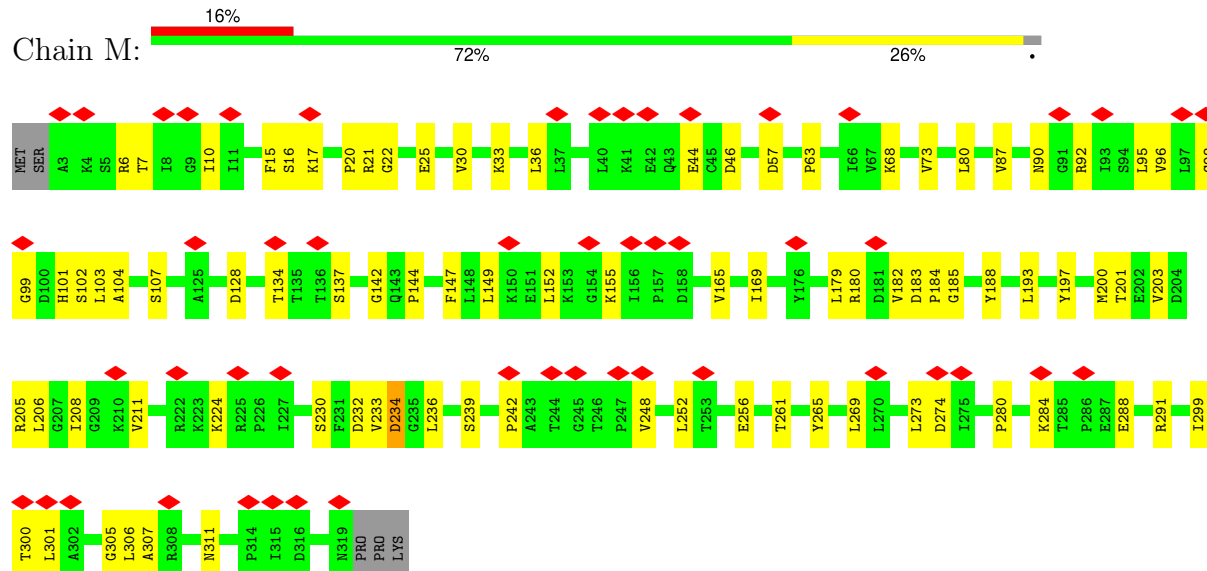 16%
Chain M:
72% 26% •
MET SER A3 K4 S5 R6 T7 I8 G9 I10 I11 F15 S16 K17 P20 R21 G22 E25 V30 K33 L36 L37 L40 K41 E42 Q43 E44 C45 D46 D57 P63 I66 V67 K68 V73 L80 V87 N90 G91 R92 I93 S94 L95 V96 L97
G99 D100 H101 S102 L103 A104 S107 A125 D128 T134 T135 T136 S137 G142 Q143 P144 F147 L148 L149 K150 E151 L152 K153 G154 K155 I156 P157 D158 V165 I169 Y176 L179 R180 D181 V182 D183 P184 G185 Y188 L193 Y197 M200 T201 E202 V203 D204
R205 L206 G207 I208 G209 K210 V211 R222 K223 K224 R225 P226 I227 S230 F231 D232 V233 D234 G235 L236 S239 P242 A243 T244 G245 T246 P247 V248 L252 T253 E256 T261 Y265 L269 L270 L273 D274 I275 P280 K284 T285 P286 E287 E288 R291 I299
T300 L301 A302 G305 L306 A307 R308 N311 P314 I315 D316 N319 PRO PRO LYS